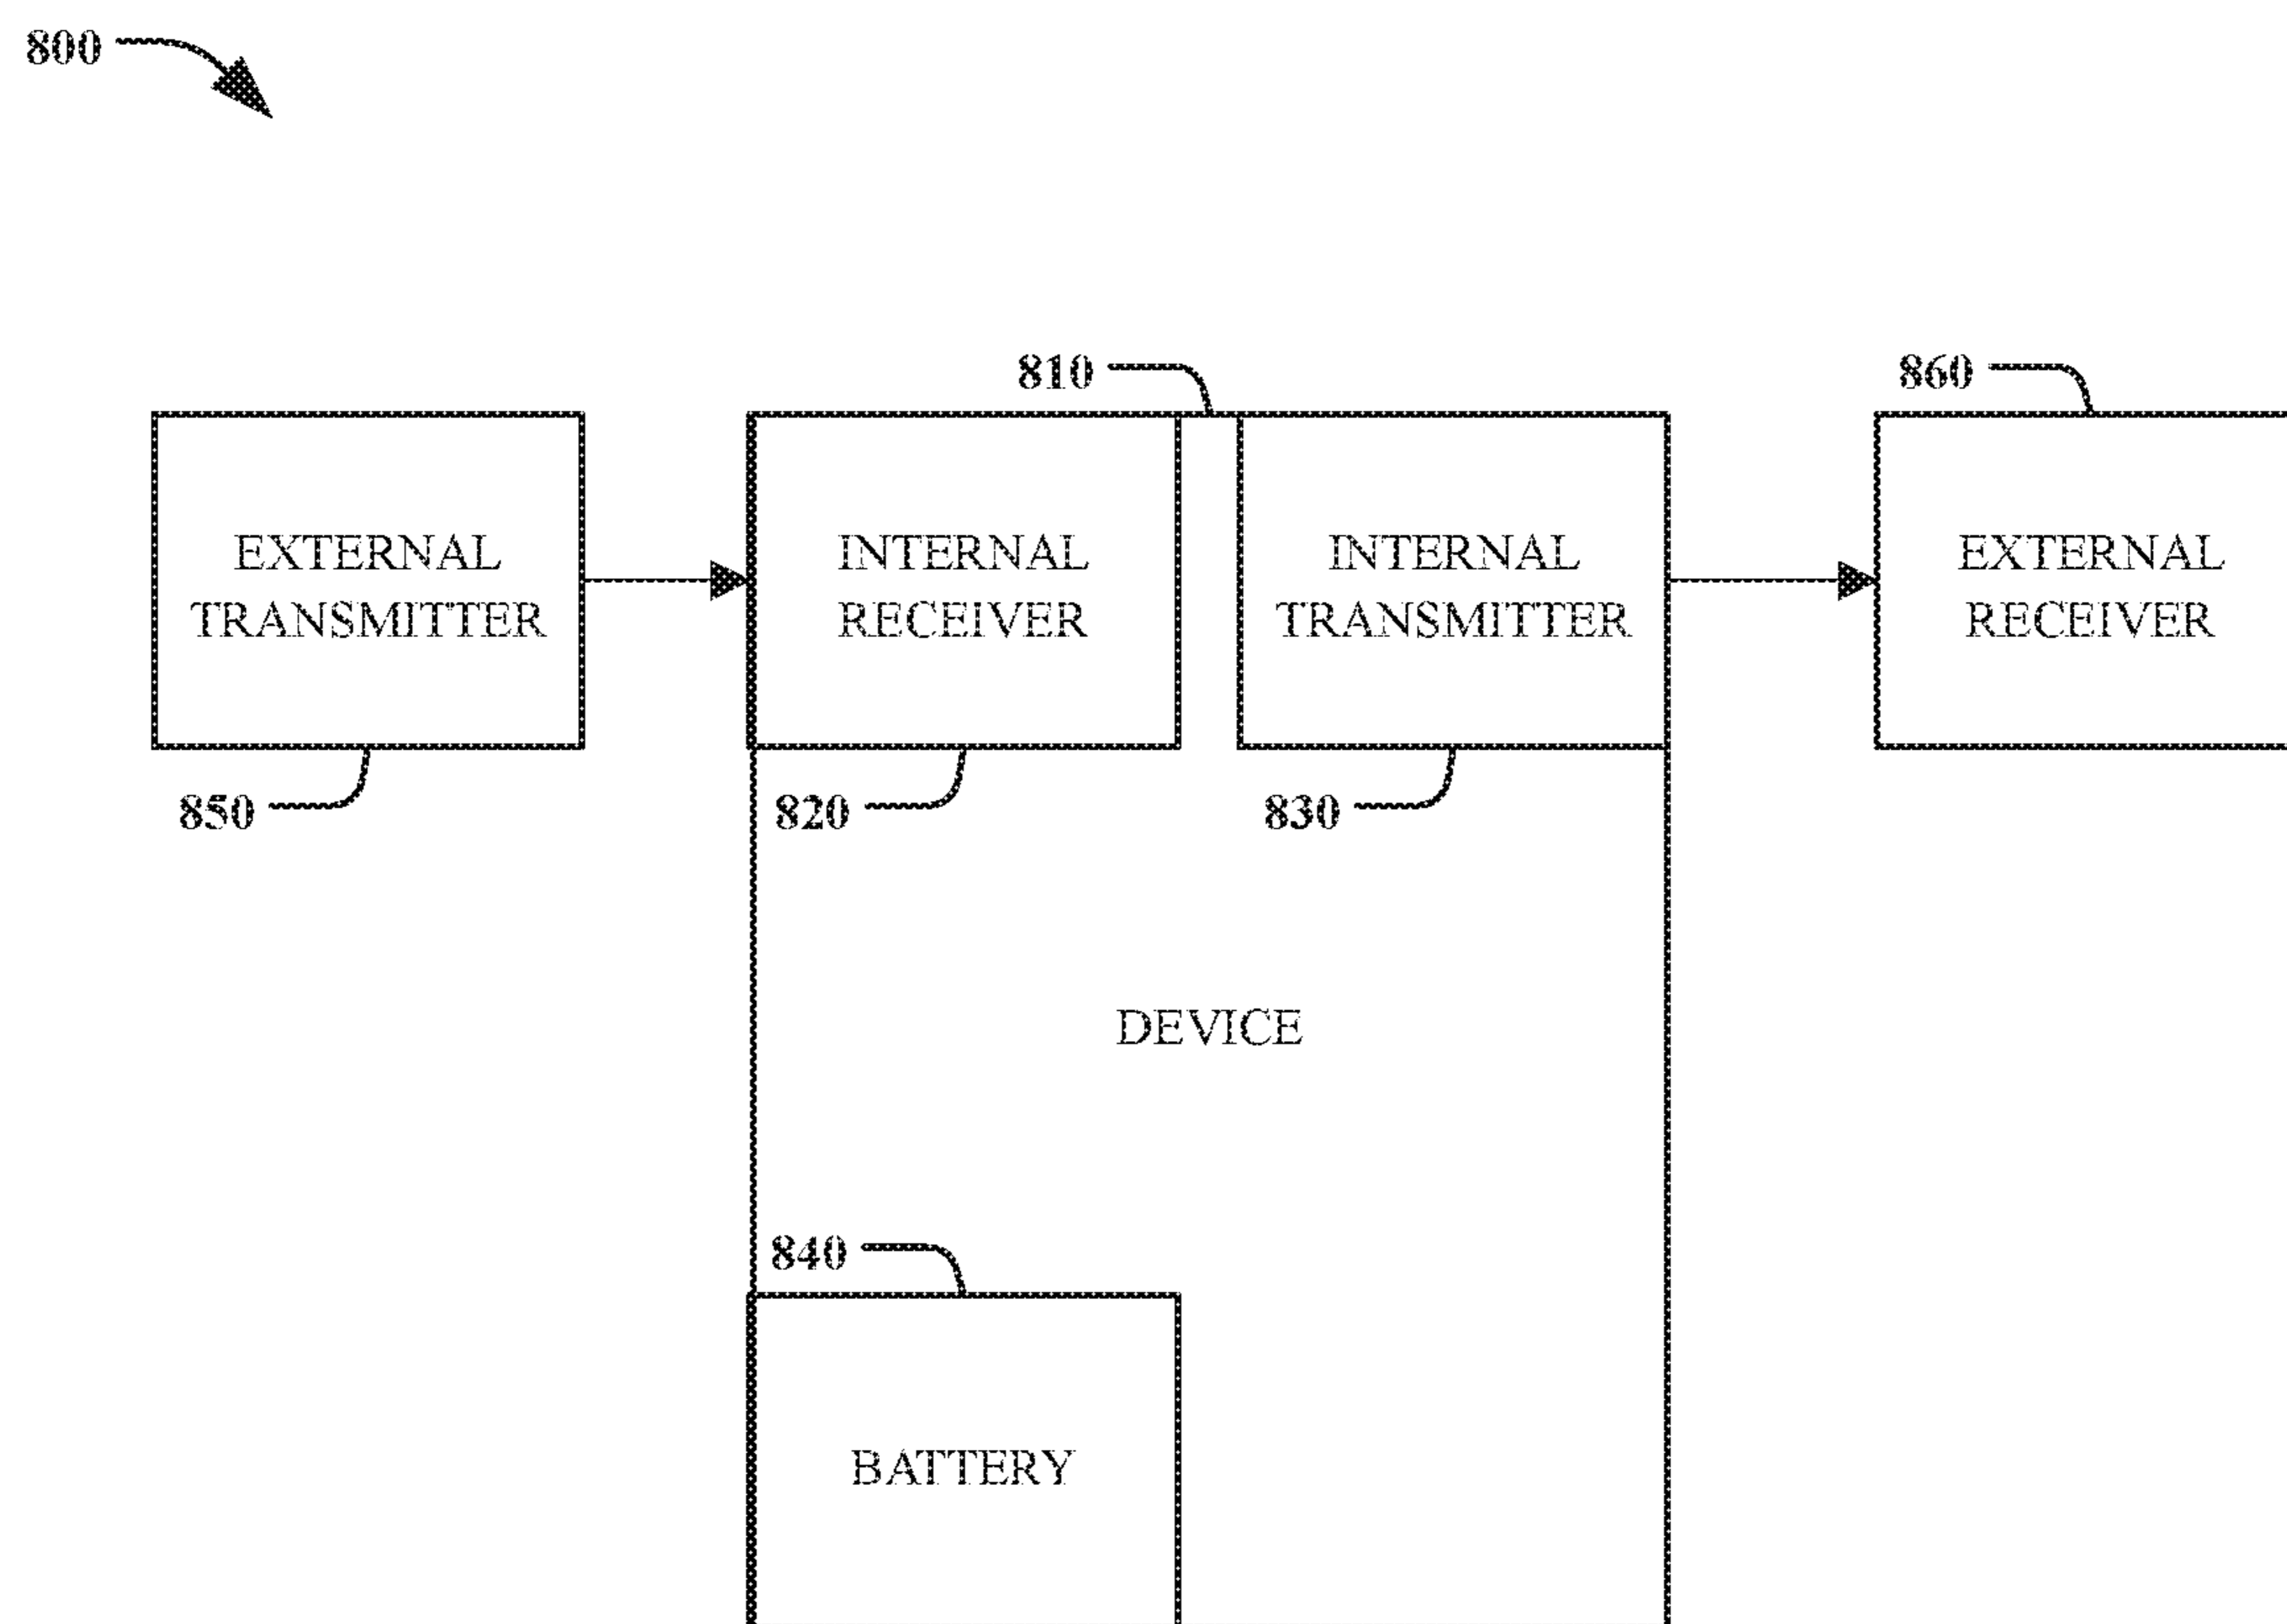 800
810
860
EXTERNAL
TRANSMITTER
INTERNAL
RECEIVER
INTERNAL
TRANSMITTER
EXTERNAL
RECEIVER
850
820
830
DEVICE
840
BATTERY